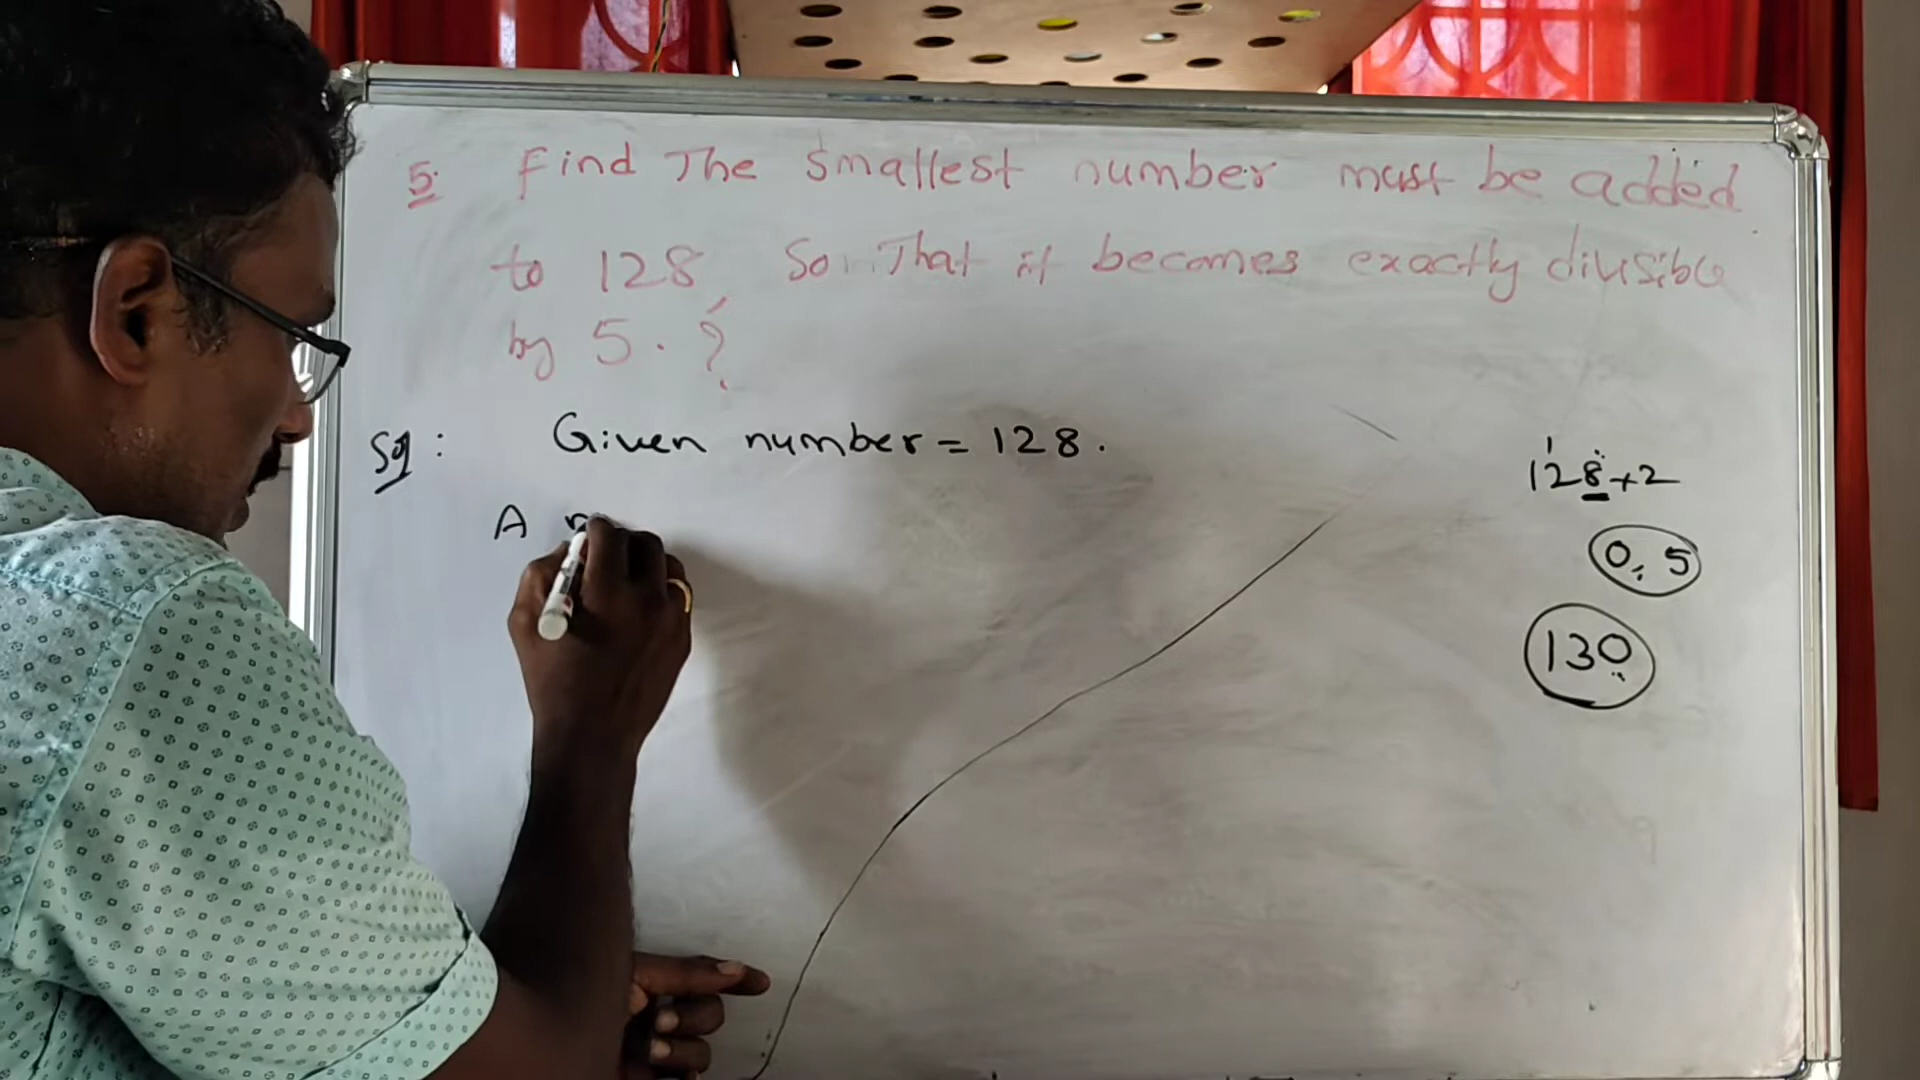 5. Find The Smallest number must be added
to 128, So That it becomes exactly divisible
by 5. ?
Sol : Given number = 128.
A n
1
128+2
0, 5
130